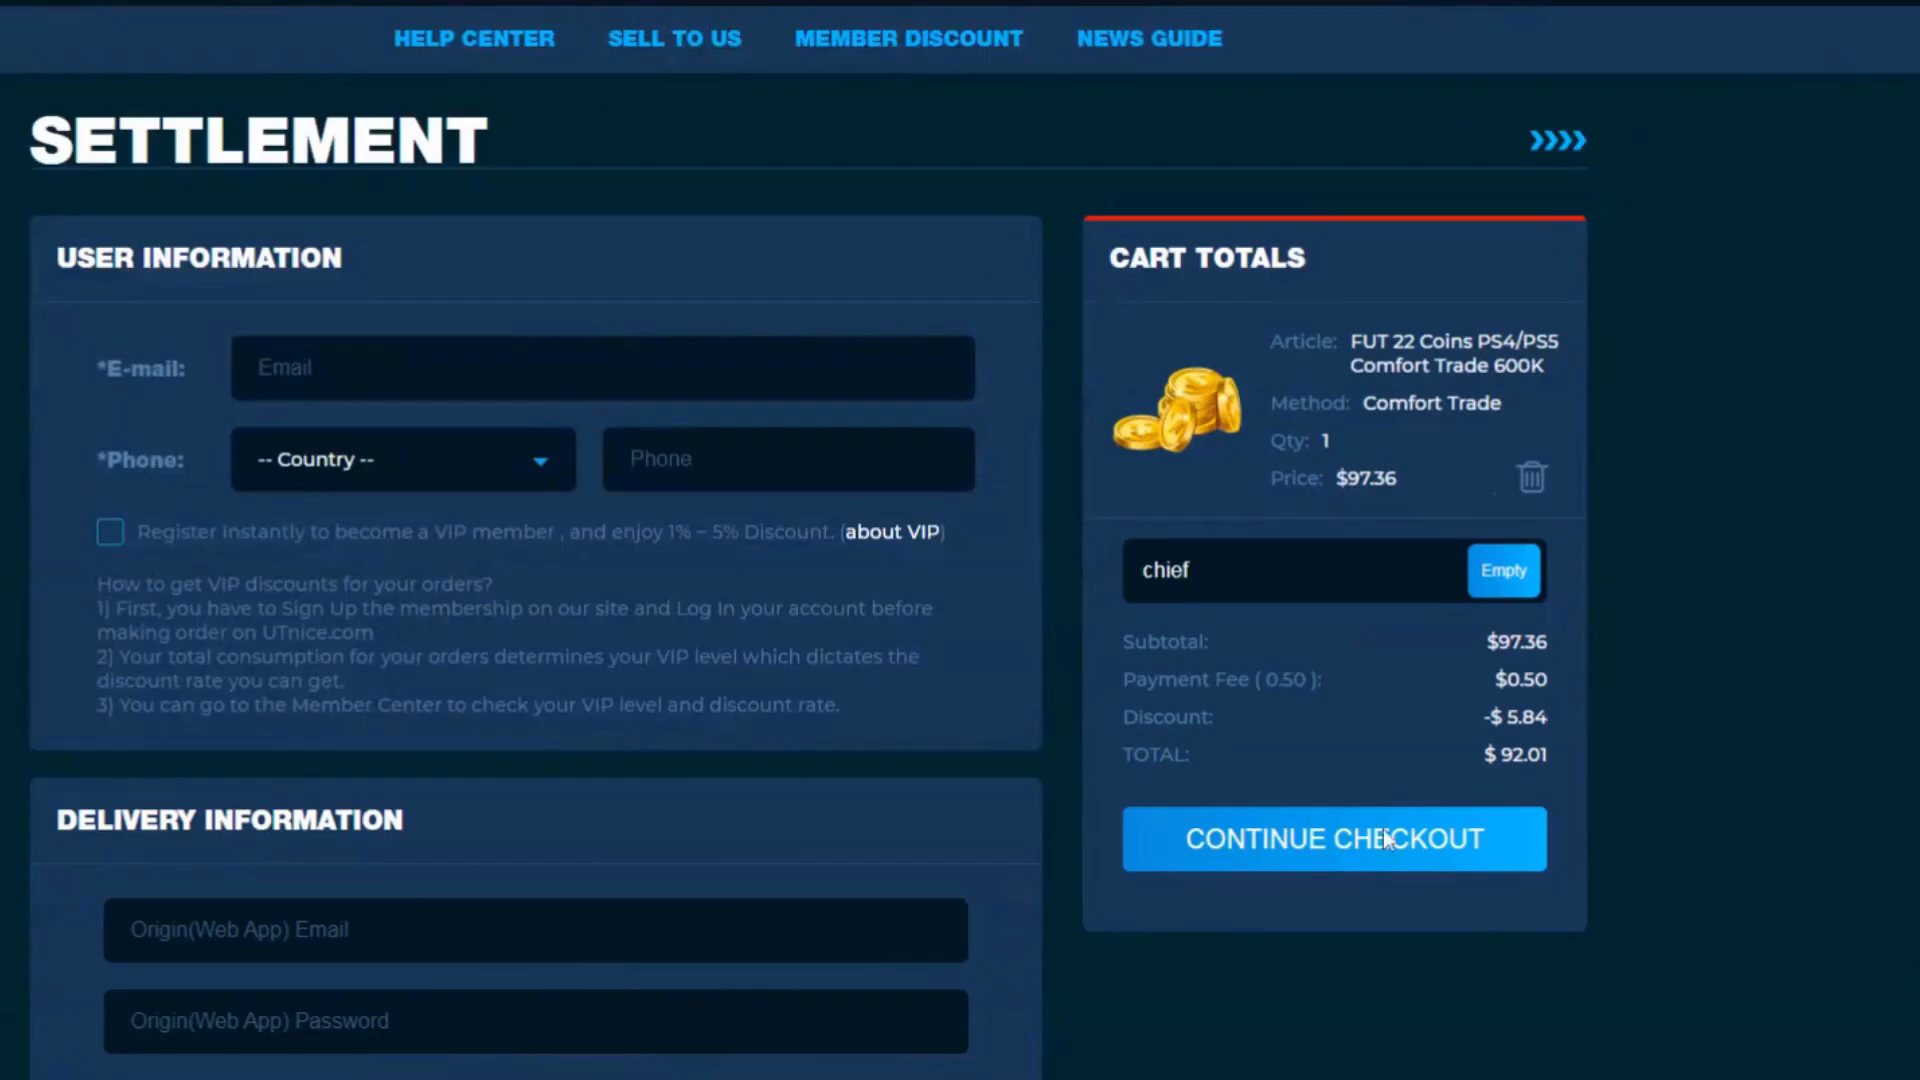 HELP CENTER SELL TO US MEMBER DISCOUNT NEWS GUIDE
SETTLEMENT
USER INFORMATION
*E-mail: Email
*Phone: -- Country -- Phone
Register instantly to become a VIP member , and enjoy 1% ~ 5% Discount. (about VIP)
How to get VIP discounts for your orders?
1) First, you have to Sign Up the membership on our site and Log In your account before
making order on UTnice.com
2) Your total consumption for your orders determines your VIP level which dictates the
discount rate you can get.
3) You can go to the Member Center to check your VIP level and discount rate.
DELIVERY INFORMATION
Origin(Web App) Email
Origin(Web App) Password
CART TOTALS
Article: FUT 22 Coins PS4/PS5
Comfort Trade 600K
Method: Comfort Trade
Qty: 1
Price: $97.36
chief Empty
Subtotal: $97.36
Payment Fee ( 0.50 ): $0.50
Discount: -$ 5.84
TOTAL: $ 92.01
CONTINUE CHECKOUT